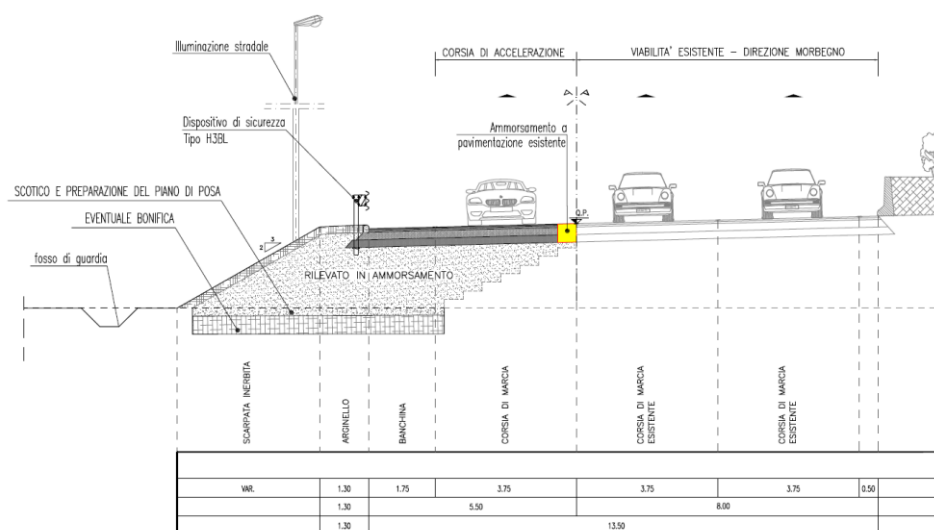 Illuminazione stradale
CORSIA DI ACCELERAZIONE
VIABILITA' ESISTENTE - DIREZIONE MORBEGNO
Dispositivo di sicurezza
Tipo H3BL
Ammorsamento a
pavimentazione esistente
SCOTICO E PREPARAZIONE DEL PIANO DI POSA
EVENTUALE BONIFICA
Q.P.
3
2
fosso di guardia
RILEVATO IN AMMORSAMENTO
SCARPATA INERBITA
ARGINELLO
BANCHINA
CORSIA DI MARCIA
CORSIA DI MARCIA
ESISTENTE
CORSIA DI MARCIA
ESISTENTE
VAR. 1.30 1.75 3.75 3.75 3.75 0.50
1.30 5.50 8.00
1.30 13.50